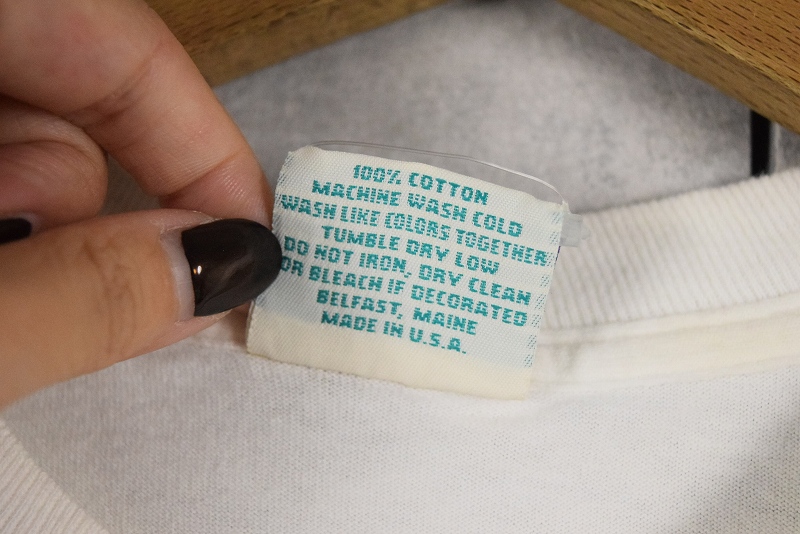 100% COTTON
MACHINE WASH COLD
WASH LIKE COLORS TOGETHER
TUMBLE DRY LOW
DO NOT IRON, DRY CLEAN
OR BLEACH IF DECORATED
BELFAST, MAINE
MADE IN U.S.A.